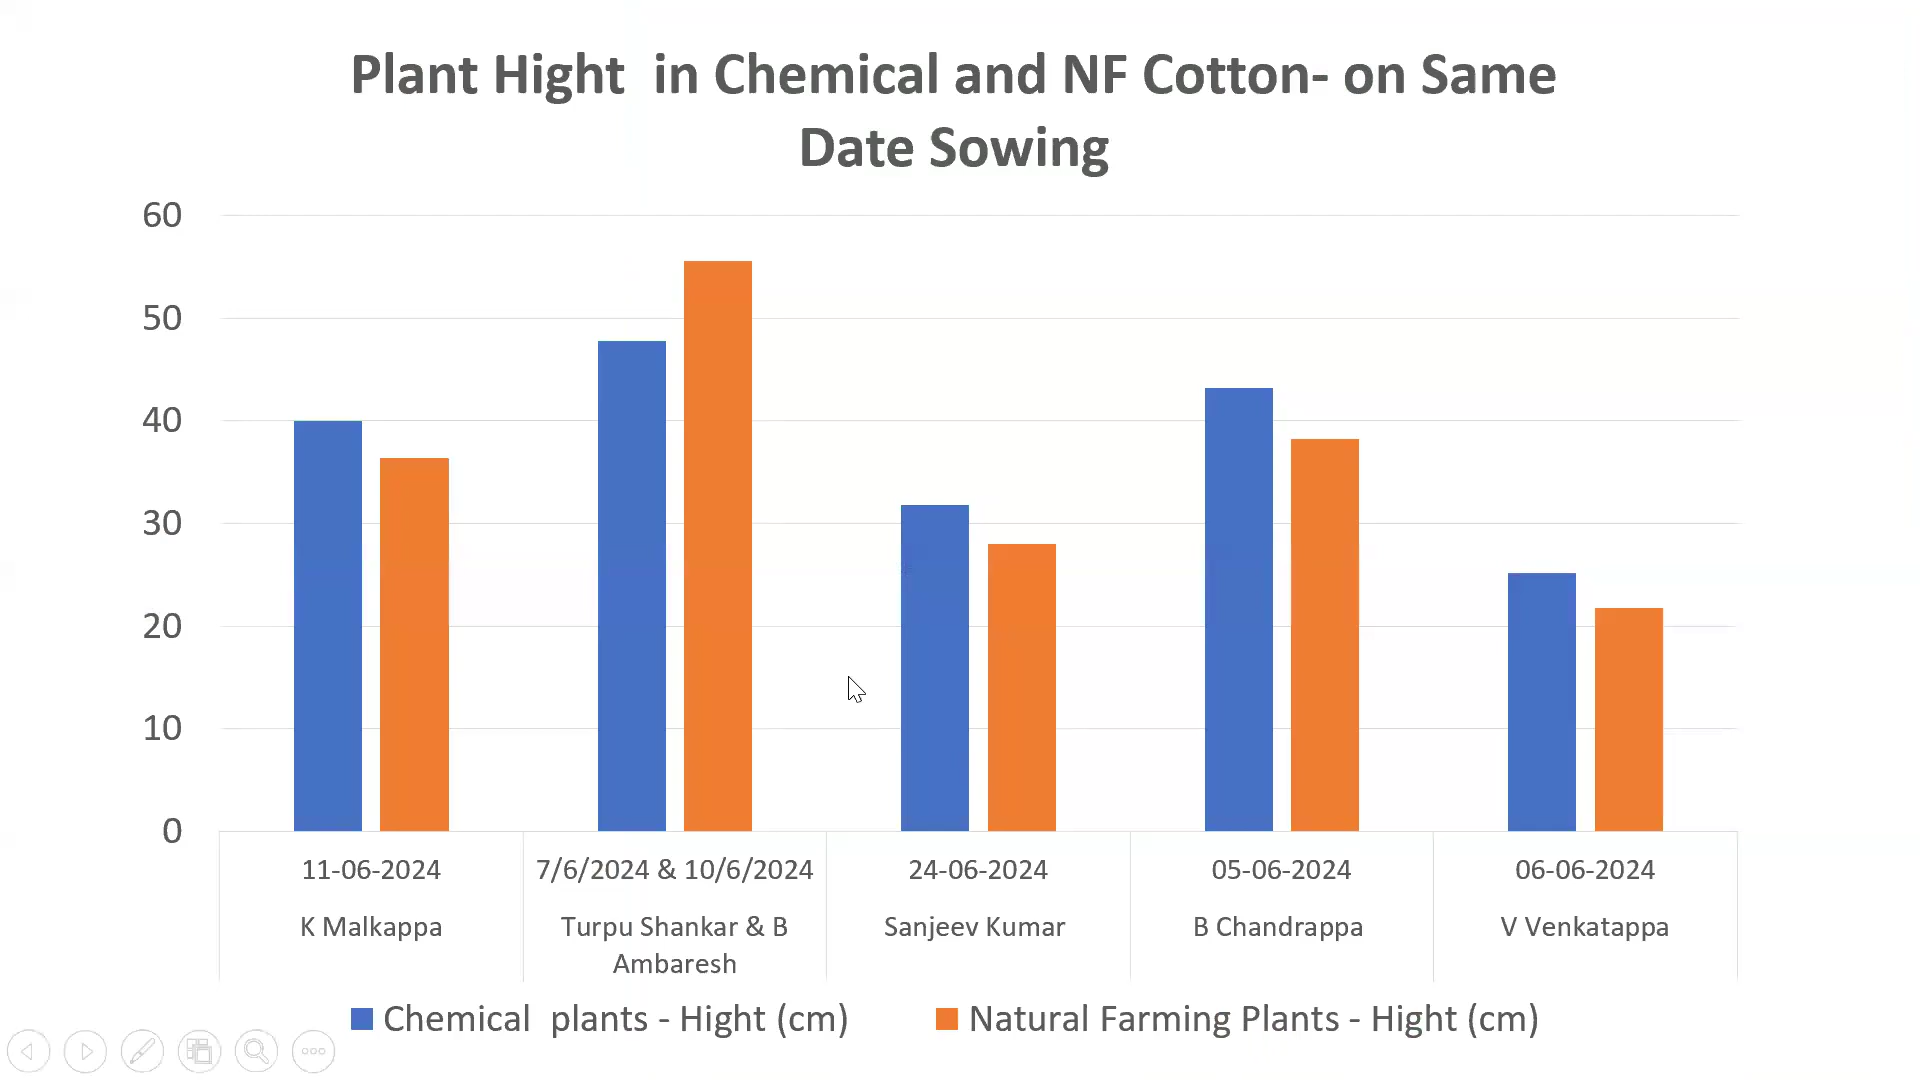 Plant Hight  in Chemical and NF Cotton- on Same
Date Sowing
60
50
40
30
20
10
0
11-06-2024
7/6/2024 & 10/6/2024
24-06-2024
05-06-2024
06-06-2024
K Malkappa
Turpu Shankar & B
Ambaresh
Sanjeev Kumar
B Chandrappa
V Venkatappa
Chemical  plants - Hight (cm)
Natural Farming Plants - Hight (cm)